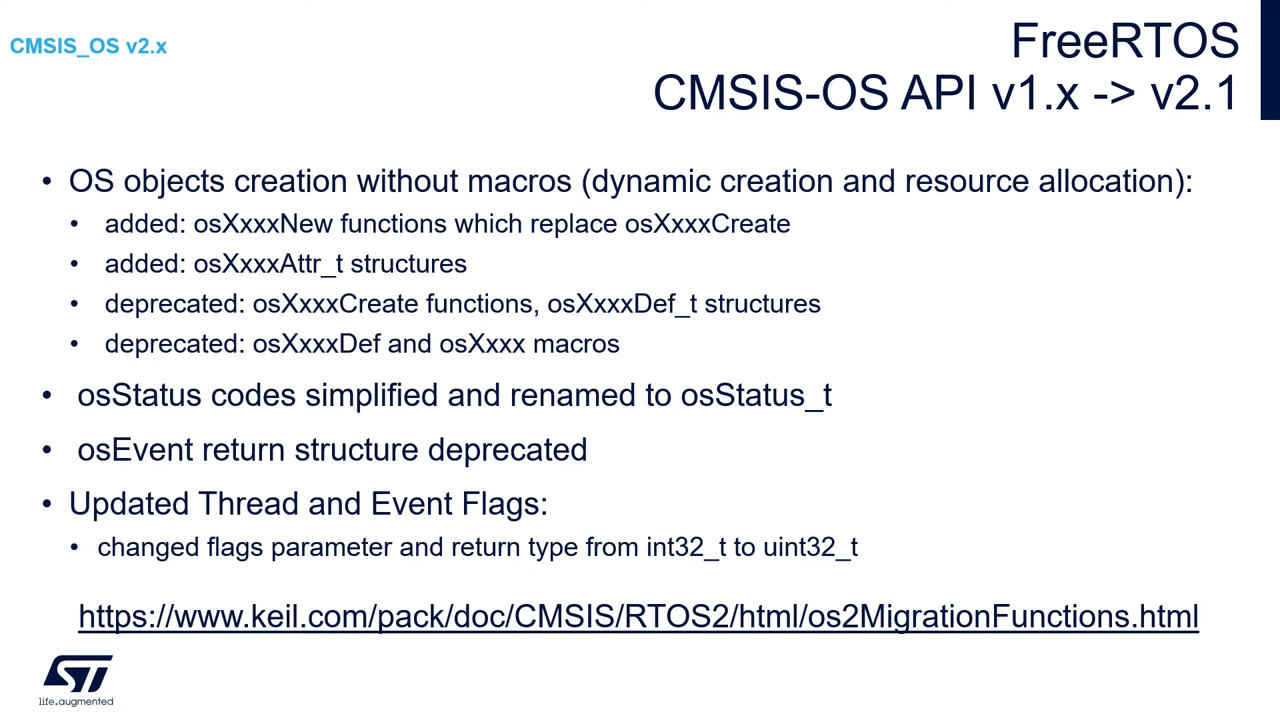 CMSIS_OS v2.x
FreeRTOS
CMSIS-OS API v1.x -> v2.1
• OS objects creation without macros (dynamic creation and resource allocation):
• added: osXxxxNew functions which replace osXxxxCreate
• added: osXxxxAttr_t structures
• deprecated: osXxxxCreate functions, osXxxxDef_t structures
• deprecated: osXxxxDef and osXxxx macros
• osStatus codes simplified and renamed to osStatus_t
• osEvent return structure deprecated
• Updated Thread and Event Flags:
• changed flags parameter and return type from int32_t to uint32_t
https://www.keil.com/pack/doc/CMSIS/RTOS2/html/os2MigrationFunctions.html
ST
life.augmented